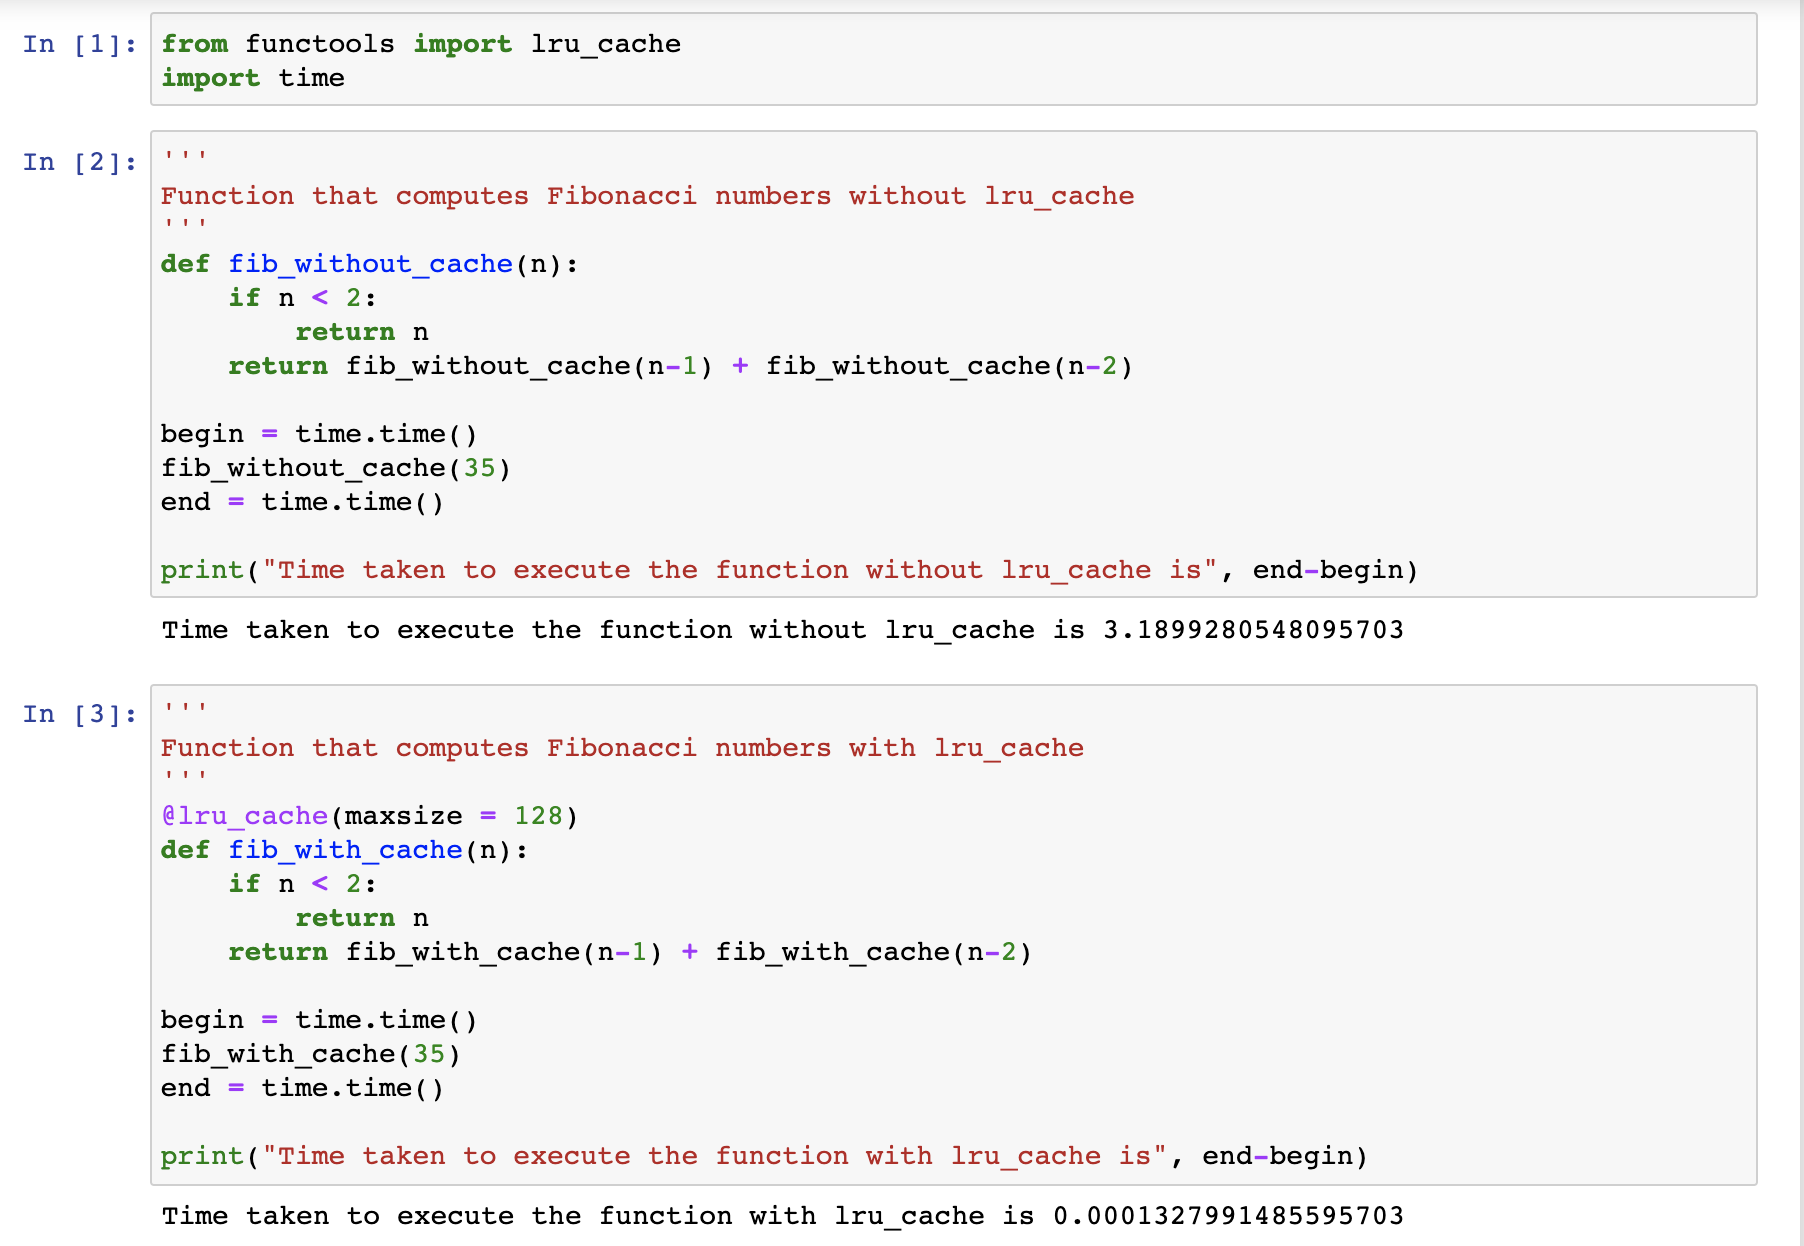 In [1]: from functools import lru_cache
import time
In [2]: '''
Function that computes Fibonacci numbers without lru_cache
'''
def fib_without_cache(n):
    if n < 2:
        return n
    return fib_without_cache(n-1) + fib_without_cache(n-2)
begin = time.time()
fib_without_cache(35)
end = time.time()
print("Time taken to execute the function without lru_cache is", end-begin)
Time taken to execute the function without lru_cache is 3.1899280548095703
In [3]: '''
Function that computes Fibonacci numbers with lru_cache
'''
@lru_cache(maxsize = 128)
def fib_with_cache(n):
    if n < 2:
        return n
    return fib_with_cache(n-1) + fib_with_cache(n-2)
begin = time.time()
fib_with_cache(35)
end = time.time()
print("Time taken to execute the function with lru_cache is", end-begin)
Time taken to execute the function with lru_cache is 0.0001327991485595703